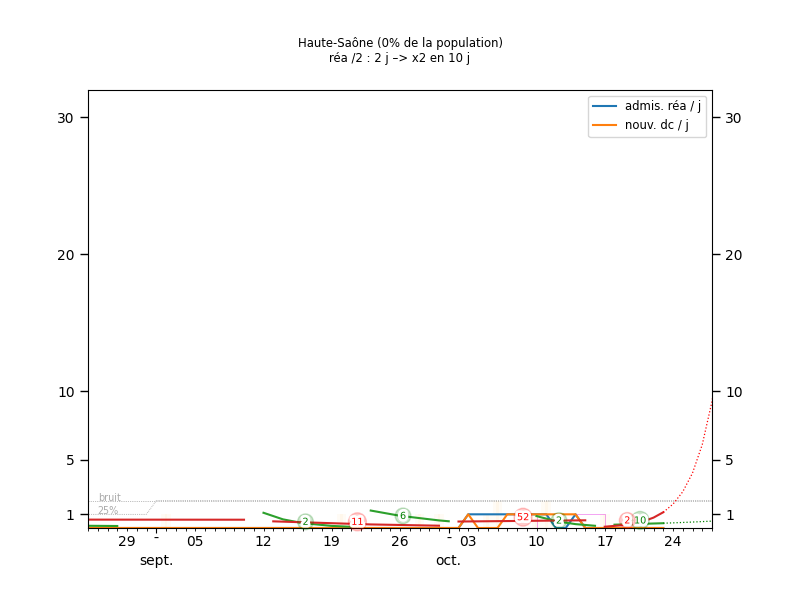 Haute-Saône (0% de la population)
réa /2 : 2 j –> x2 en 10 j
admis. réa / j
nouv. dc / j
30 30
20 20
10 10
5 5
1 1
bruit
25%
2 11 6 52 2 2 10
29 - 05 12 19 26 - 03 10 17 24
sept. oct.